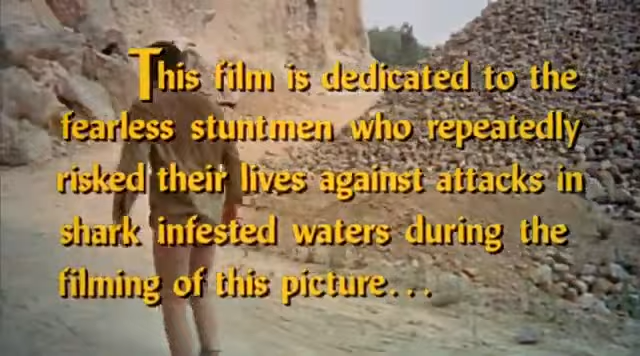 This film is dedicated to the
fearless stuntmen who repeatedly
risked their lives against attacks in
shark infested waters during the
filming of this picture...